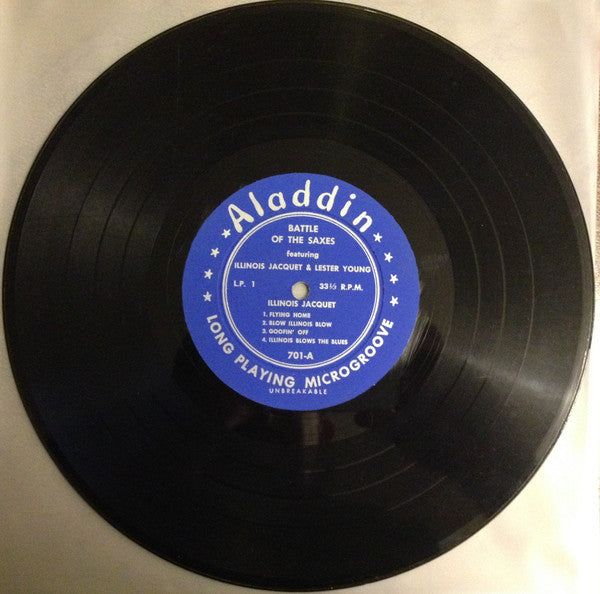 Aladdin
BATTLE
OF THE SAXES
featuring
ILLINOIS JACQUET & LESTER YOUNG
L.P. 1 33⅓ R.P.M.
ILLINOIS JACQUET
1. FLYING HOME
2. BLOW ILLINOIS BLOW
3. GOOFIN' OFF
4. ILLINOIS BLOWS THE BLUES
701-A
LONG PLAYING MICROGROOVE
UNBREAKABLE